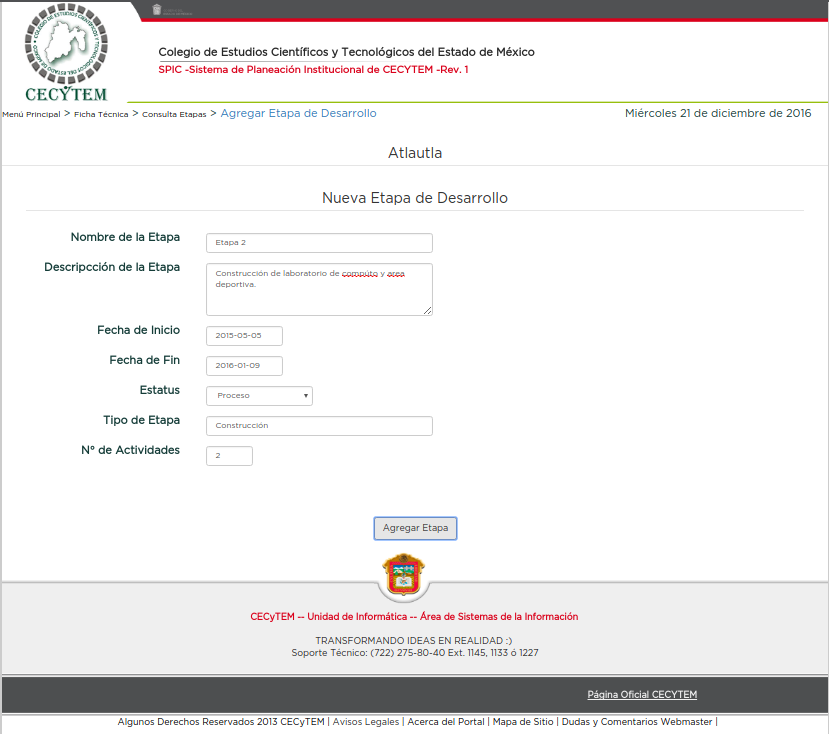 Colegio de Estudios Científicos y Tecnológicos del Estado de México
SPIC -Sistema de Planeación Institucional de CECYTEM -Rev. 1
CECYTEM
Menú Principal > Ficha Técnica > Consulta Etapas > Agregar Etapa de Desarrollo
Miércoles 21 de diciembre de 2016
Atlautla
Nueva Etapa de Desarrollo
Nombre de la Etapa
Etapa 2
Descripcción de la Etapa
Construcción de laboratorio de compúto y area
deportiva.
Fecha de Inicio
2015-05-05
Fecha de Fin
2016-01-09
Estatus
Proceso
Tipo de Etapa
Construcción
N° de Actividades
2
Agregar Etapa
CECyTEM -- Unidad de Informática -- Área de Sistemas de la Información
TRANSFORMANDO IDEAS EN REALIDAD :)
Soporte Técnico: (722) 275-80-40 Ext. 1145, 1133 ó 1227
Página Oficial CECYTEM
Algunos Derechos Reservados 2013 CECyTEM | Avisos Legales | Acerca del Portal | Mapa de Sitio | Dudas y Comentarios Webmaster |